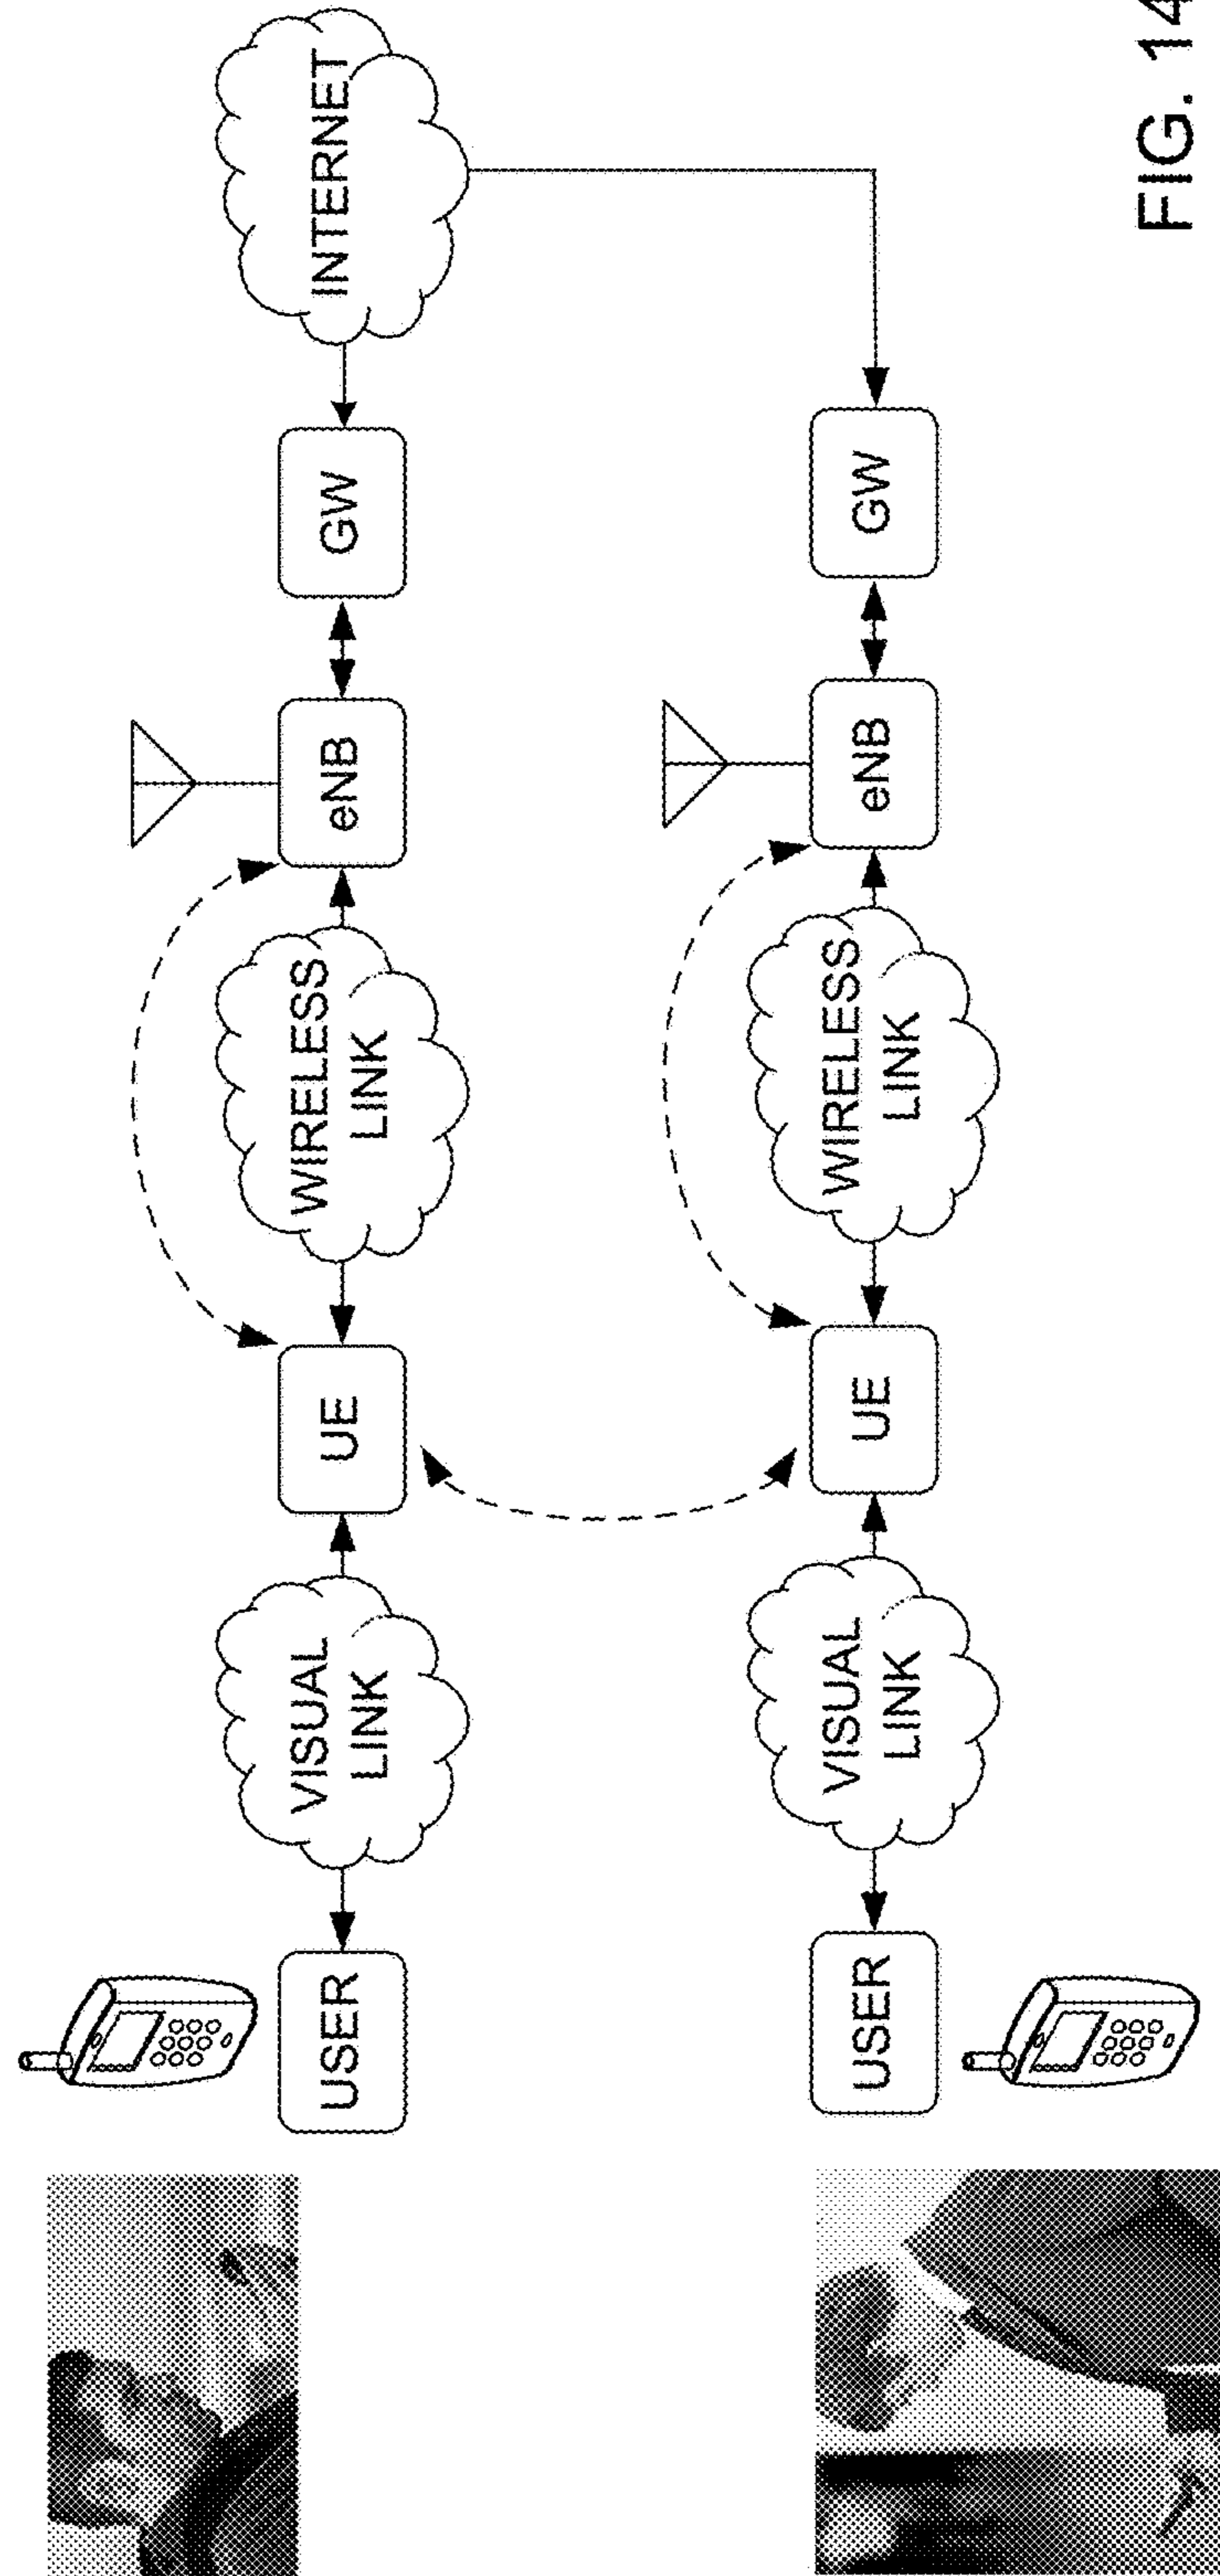 USER
VISUAL
LINK
UE
WIRELESS
LINK
eNB
GW
INTERNET
USER
VISUAL
LINK
UE
WIRELESS
LINK
eNB
GW
FIG. 14